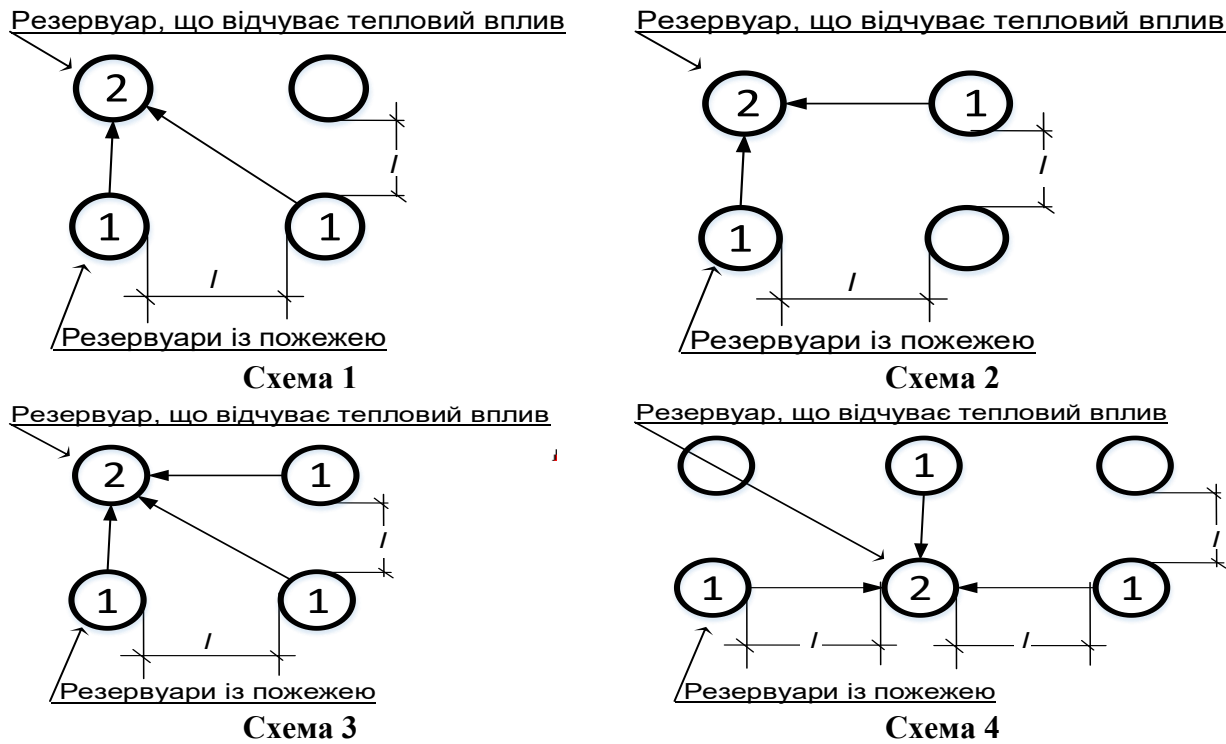 Резервуар, що відчуває тепловий вплив
2
l
1
1
l
Резервуари із пожежею
Схема 1
Резервуар, що відчуває тепловий вплив
2
1
l
1
l
Резервуари із пожежею
Схема 2
Резервуар, що відчуває тепловий вплив
2
1
l
1
1
l
Резервуари із пожежею
Схема 3
Резервуар, що відчуває тепловий вплив
1
l
1
2
1
l
l
Резервуари із пожежею
Схема 4